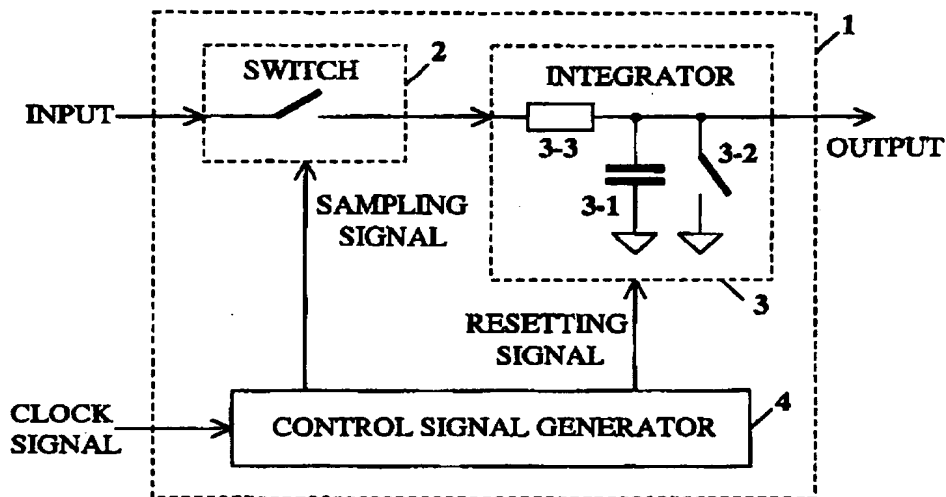 1
2
SWITCH
INTEGRATOR
INPUT
3-3
3-2
OUTPUT
3-1
SAMPLING
SIGNAL
3
RESETTING
SIGNAL
4
CLOCK
SIGNAL
CONTROL SIGNAL GENERATOR